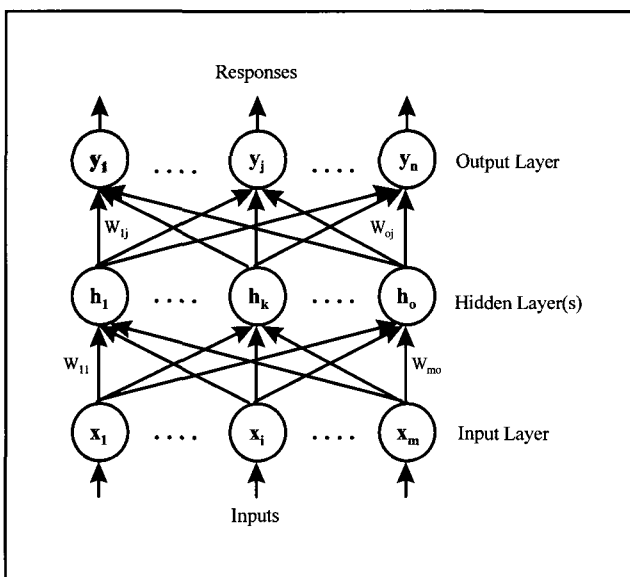 Responses
y₁ .... yⱼ .... yₙ Output Layer
W₁ⱼ Wₒⱼ
h₁ .... hₖ .... hₒ Hidden Layer(s)
W₁₁ Wₘₒ
x₁ .... xᵢ .... xₘ Input Layer
Inputs